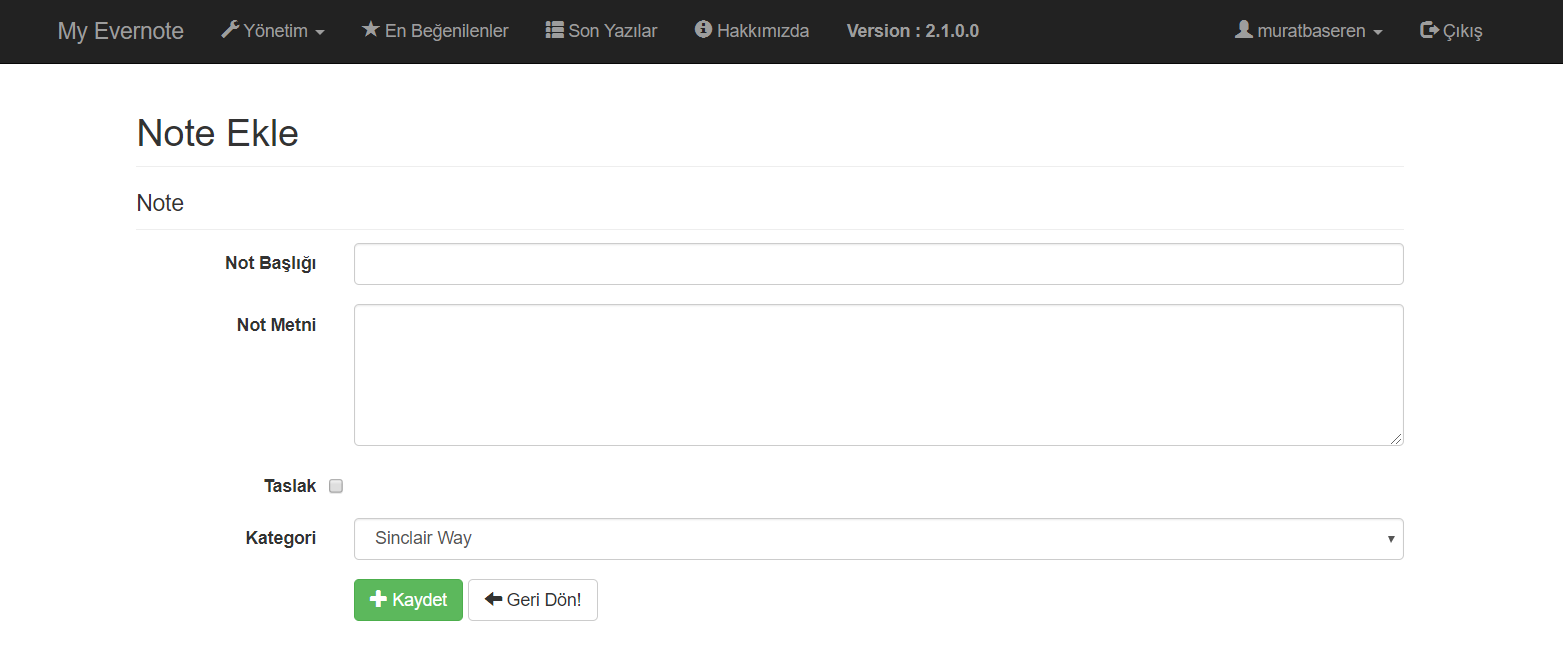 My Evernote Yönetim En Beğenilenler Son Yazılar Hakkımızda Version : 2.1.0.0 muratbaseren Çıkış
Note Ekle
Note
Not Başlığı
Not Metni
Taslak
Kategori Sinclair Way
Kaydet Geri Dön!